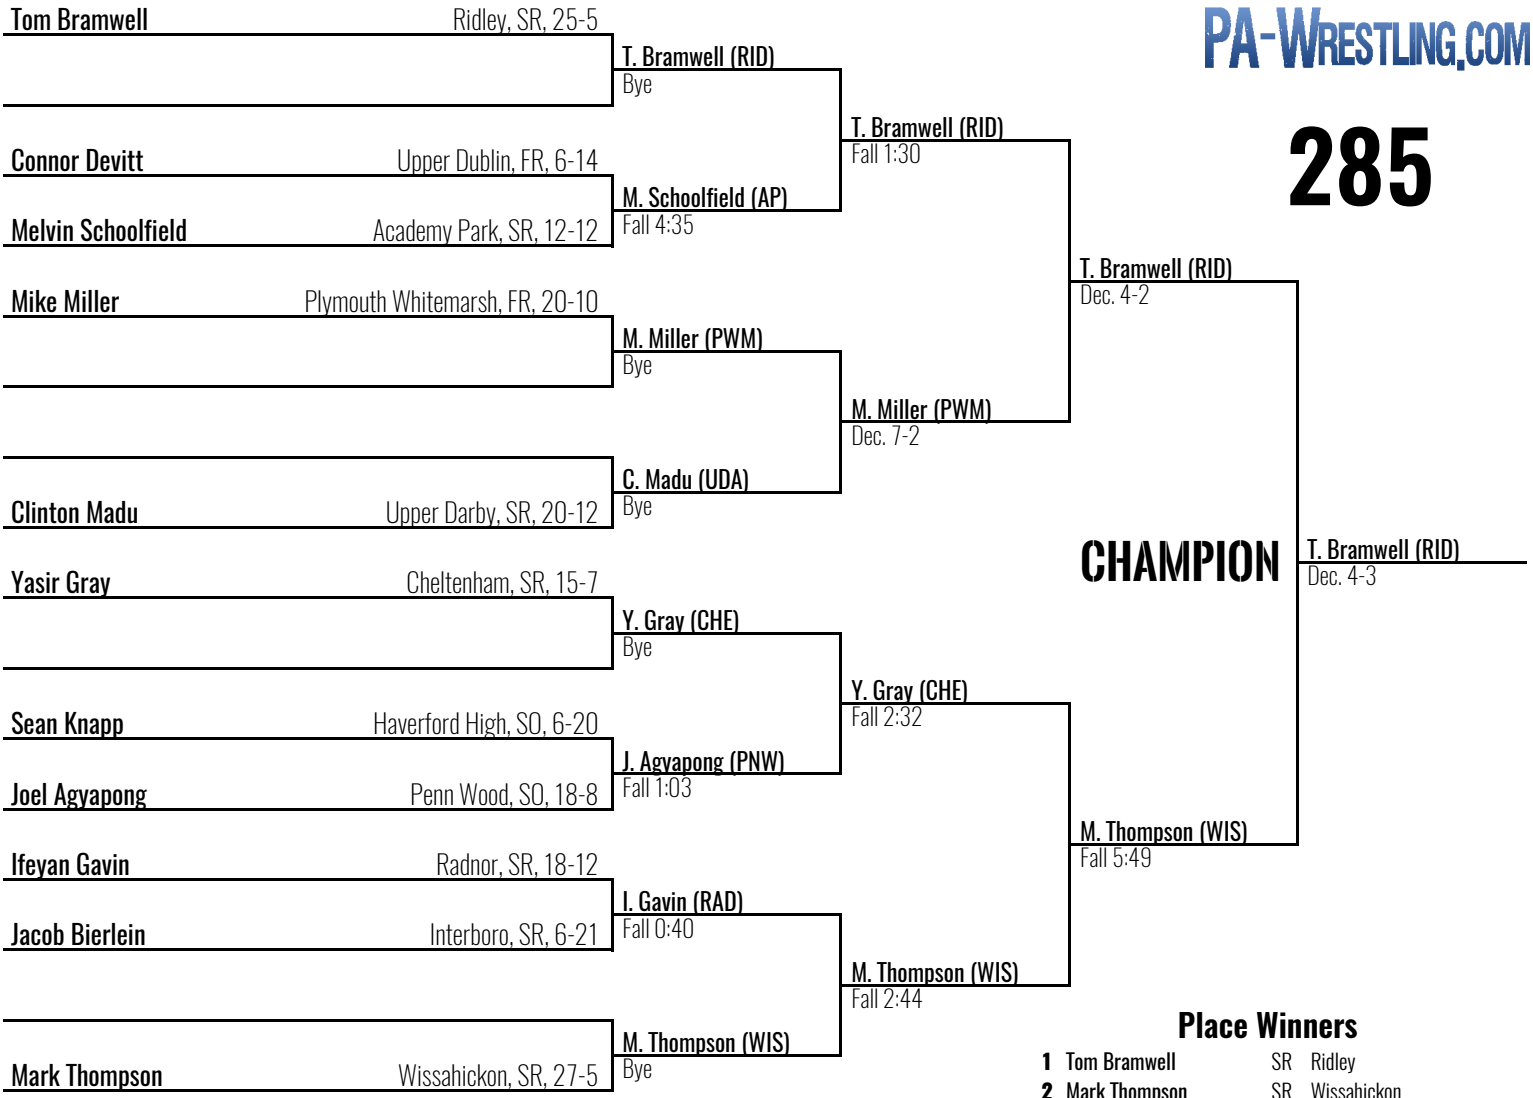 Tom Bramwell Ridley, SR, 25-5
PA-WRESTLING.COM
T. Bramwell (RID)
Bye
T. Bramwell (RID)
Fall 1:30
285
Connor Devitt Upper Dublin, FR, 6-14
M. Schoolfield (AP)
Fall 4:35
Melvin Schoolfield Academy Park, SR, 12-12
T. Bramwell (RID)
Dec. 4-2
Mike Miller Plymouth Whitemarsh, FR, 20-10
M. Miller (PWM)
Bye
M. Miller (PWM)
Dec. 7-2
C. Madu (UDA)
Bye
Clinton Madu Upper Darby, SR, 20-12
CHAMPION
T. Bramwell (RID)
Dec. 4-3
Yasir Gray Cheltenham, SR, 15-7
Y. Gray (CHE)
Bye
Y. Gray (CHE)
Fall 2:32
Sean Knapp Haverford High, SO, 6-20
J. Agyapong (PNW)
Fall 1:03
Joel Agyapong Penn Wood, SO, 18-8
M. Thompson (WIS)
Fall 5:49
Ifeyan Gavin Radnor, SR, 18-12
I. Gavin (RAD)
Fall 0:40
Jacob Bierlein Interboro, SR, 6-21
M. Thompson (WIS)
Fall 2:44
M. Thompson (WIS)
Bye
Mark Thompson Wissahickon, SR, 27-5
Place Winners
1 Tom Bramwell SR Ridley
2 Mark Thompson SR Wissahickon